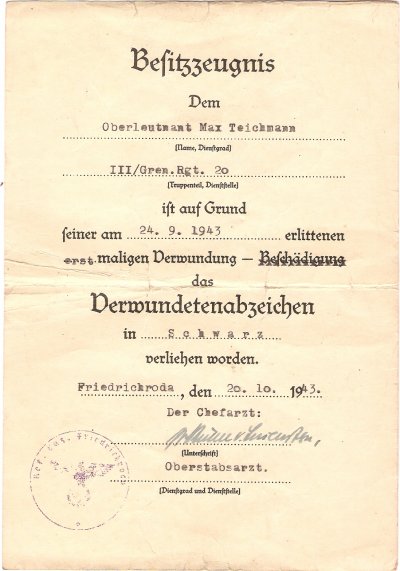 Besitzzeugnis
Dem
Oberleutnant Max Teichmann
(Name, Dienstgrad)
III/Gren.Rgt. 20
(Truppenteil, Dienststelle)
ist auf Grund
seiner am 24. 9. 1943 erlittenen
erst maligen Verwundung – Beschädigung
das
Verwundetenabzeichen
in Schwarz
verliehen worden.
Friedrichroda, den 20. 10. 1943.
Der Chefarzt:
(Unterschrift)
Oberstabsarzt.
(Dienstgrad und Dienststelle)